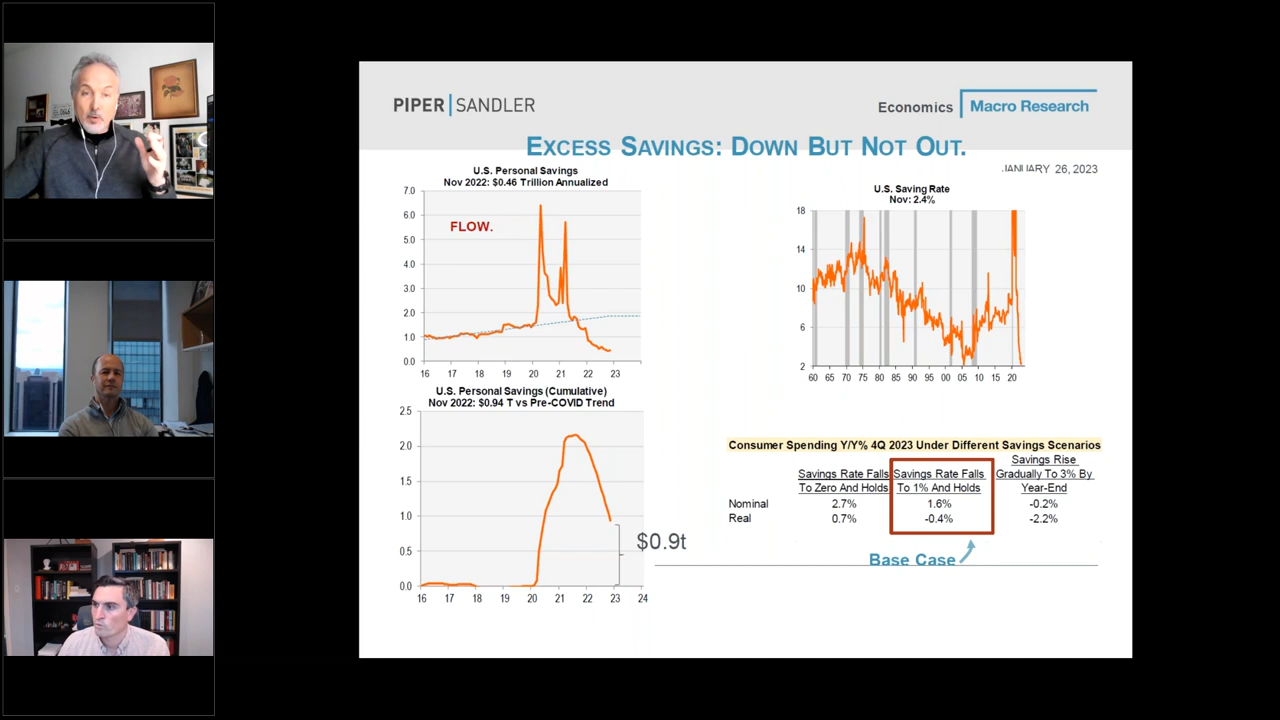 PIPER|SANDLER
Economics
Macro Research
EXCESS SAVINGS: DOWN BUT NOT OUT.
JANUARY 26, 2023
U.S. Personal Savings
Nov 2022: $0.46 Trillion Annualized
7.0
6.0
5.0
4.0
3.0
2.0
1.0
0.0
FLOW.
16 17 18 19 20 21 22 23
U.S. Saving Rate
Nov: 2.4%
18
14
10
6
2
60 65 70 75 80 85 90 95 00 05 10 15 20
U.S. Personal Savings (Cumulative)
Nov 2022: $0.94 T vs Pre-COVID Trend
2.5
2.0
1.5
1.0
0.5
0.0
16 17 18 19 20 21 22 23 24
$0.9t
Consumer Spending Y/Y% 4Q 2023 Under Different Savings Scenarios
Savings Rate Falls
To Zero And Holds
Savings Rate Falls
To 1% And Holds
Savings Rise
Gradually To 3% By
Year-End
Nominal 2.7% 1.6% -0.2%
Real 0.7% -0.4% -2.2%
Base Case